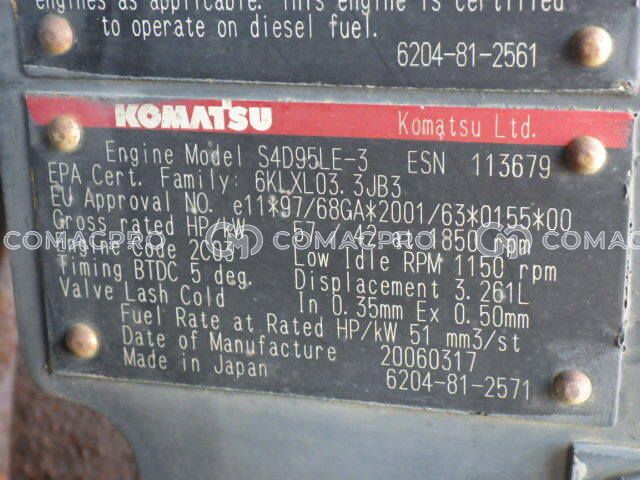 engines as applicable. This engine is certified
to operate on diesel fuel.
6204-81-2561
KOMATSU Komatsu Ltd.
Engine Model S4D95LE-3 ESN 113679
EPA Cert. Family: 6KLXL03.3JB3
EU Approval NO. e11*97/68GA*2001/63*0155*00
Gross rated HP/kW 57 / 42 at 1850 rpm
Engine Code 2C03 Low Idle RPM 1150 rpm
Timing BTDC 5 deg. Displacement 3.261L
Valve Lash Cold In 0.35mm Ex 0.50mm
Fuel Rate at Rated HP/kW 51 mm3/st
Date of Manufacture 20060317
Made in Japan 6204-81-2571
COMACPRO COMACPRO COMACPRO